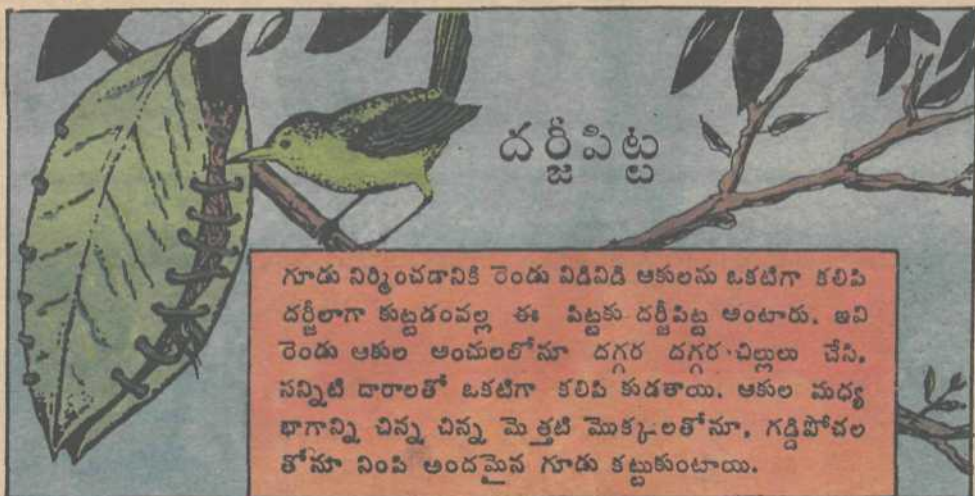 దర్జీపిట్ట
గూడు నిర్మించడానికి రెండు విడివిడి ఆకులను ఒకటిగా కలిపి
దర్జీలాగా కుట్టడంవల్ల ఈ పిట్టకు దర్జీపిట్ట అంటారు. ఇవి
రెండు ఆకుల అంచులలోనూ దగ్గర దగ్గర చిల్లులు చేసి.
సన్నిటి దారాలతో ఒకటిగా కలిపి కుడతాయి. ఆకుల మధ్య
భాగాన్ని చిన్న చిన్న మెత్తటి మొక్కలతోనూ, గడ్డిపోచల
తోనూ నింపి అందమైన గూడు కట్టుకుంటాయి.